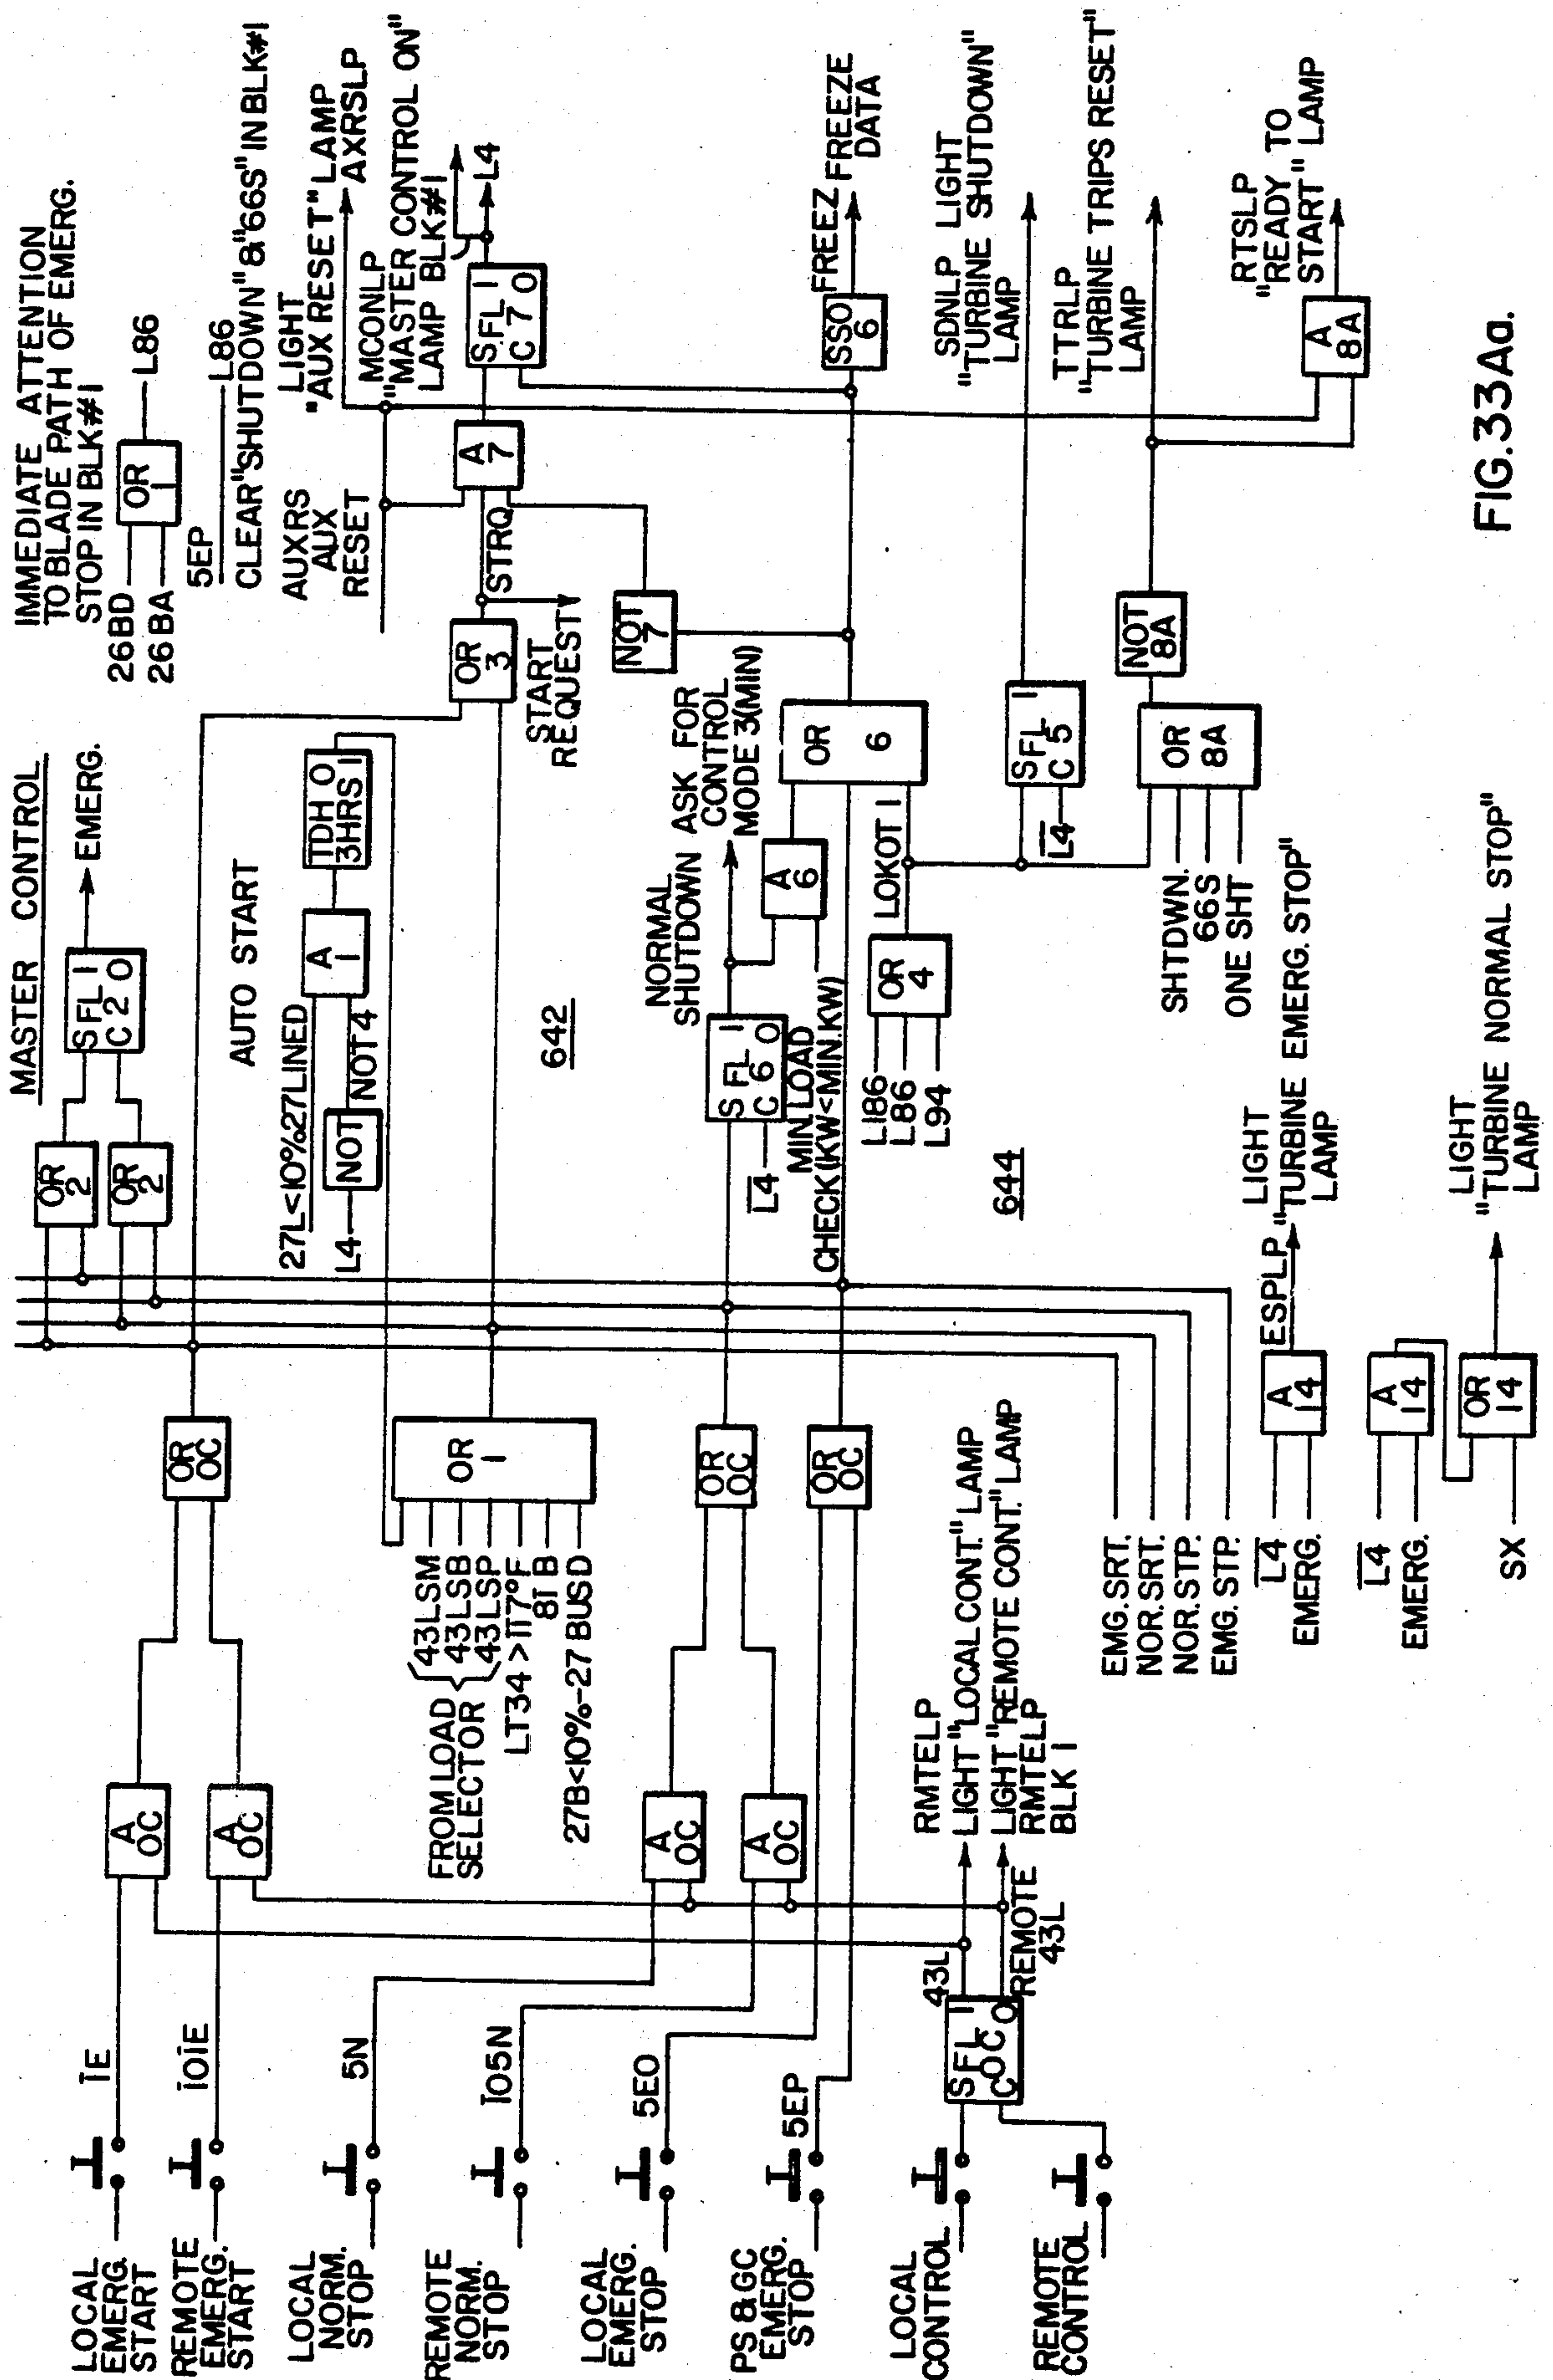 MASTER CONTROL
IMMEDIATE ATTENTION
TO BLADE PATH OF EMERG.
STOP IN BLK#1
26BD
26BA
OR
1
L86
5EP
L86
CLEAR "SHUTDOWN" & "66S" IN BLK#1
OR
2
OR
2
S FL 1
C 2 0
EMERG.
LOCAL
EMERG.
START
1E
REMOTE
EMERG.
START
101E
A
OC
A
OC
OR
OC
AUTO START
27L<10%27LINED
L4
NOT
NOT 4
A
1
TDH 0
3HRS 1
AUXRS
AUX
RESET
LIGHT
"AUX RESET" LAMP
AXRSLP
MCONLP
"MASTER CONTROL ON"
LAMP BLK#1
OR
3
STRQ
START
REQUEST
A
7
S FL 1
C 7 0
L4
NOT
7
FROM LOAD
SELECTOR
43LSM
43LSB
43LSP
LT34>117°F
81 B
27B<10%-27 BUS D
OR
1
642
LOCAL
NORM.
STOP
5N
REMOTE
NORM.
STOP
105N
A
OC
A
OC
OR
OC
NORMAL
SHUTDOWN
ASK FOR
CONTROL
MODE 3(MIN)
S FL 1
C 6 0
L4
MIN. LOAD
CHECK(KW<MIN.KW)
A
6
OR
6
SSO
6
FREEZ
FREEZE
DATA
LOCAL
EMERG.
STOP
5EO
PS & GC
EMERG.
STOP
5EP
OR
OC
L186
L86
L94
OR
4
LOKOT 1
644
S FL 1
C 5
L4
SDNLP LIGHT
"TURBINE SHUTDOWN"
LAMP
TTRLP
"TURBINE TRIPS RESET"
LAMP
SHTDWN.
66S
ONE SHT
OR
8A
NOT
8A
A
8A
RTSLP
"READY TO
START" LAMP
LOCAL
CONTROL
REMOTE
CONTROL
S FL 1
C OC 0
43L
REMOTE
43L
RMTELP
LIGHT "LOCAL CONT." LAMP
LIGHT "REMOTE CONT." LAMP
RMTELP
BLK 1
EMG. SRT.
NOR. SRT.
NOR. STP.
EMG. STP.
L4
EMERG.
A
14
ESPLP
LIGHT
"TURBINE EMERG. STOP"
LAMP
L4
EMERG.
A
14
SX
OR
14
LIGHT
"TURBINE NORMAL STOP"
LAMP
FIG.33Aa.